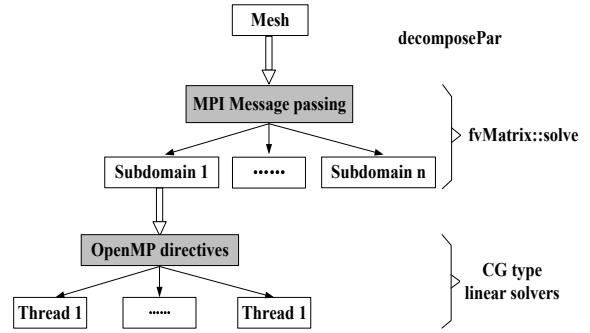 Mesh
decomposePar
MPI Message passing
fvMatrix::solve
Subdomain 1
......
Subdomain n
OpenMP directives
CG type
linear solvers
Thread 1
......
Thread 1